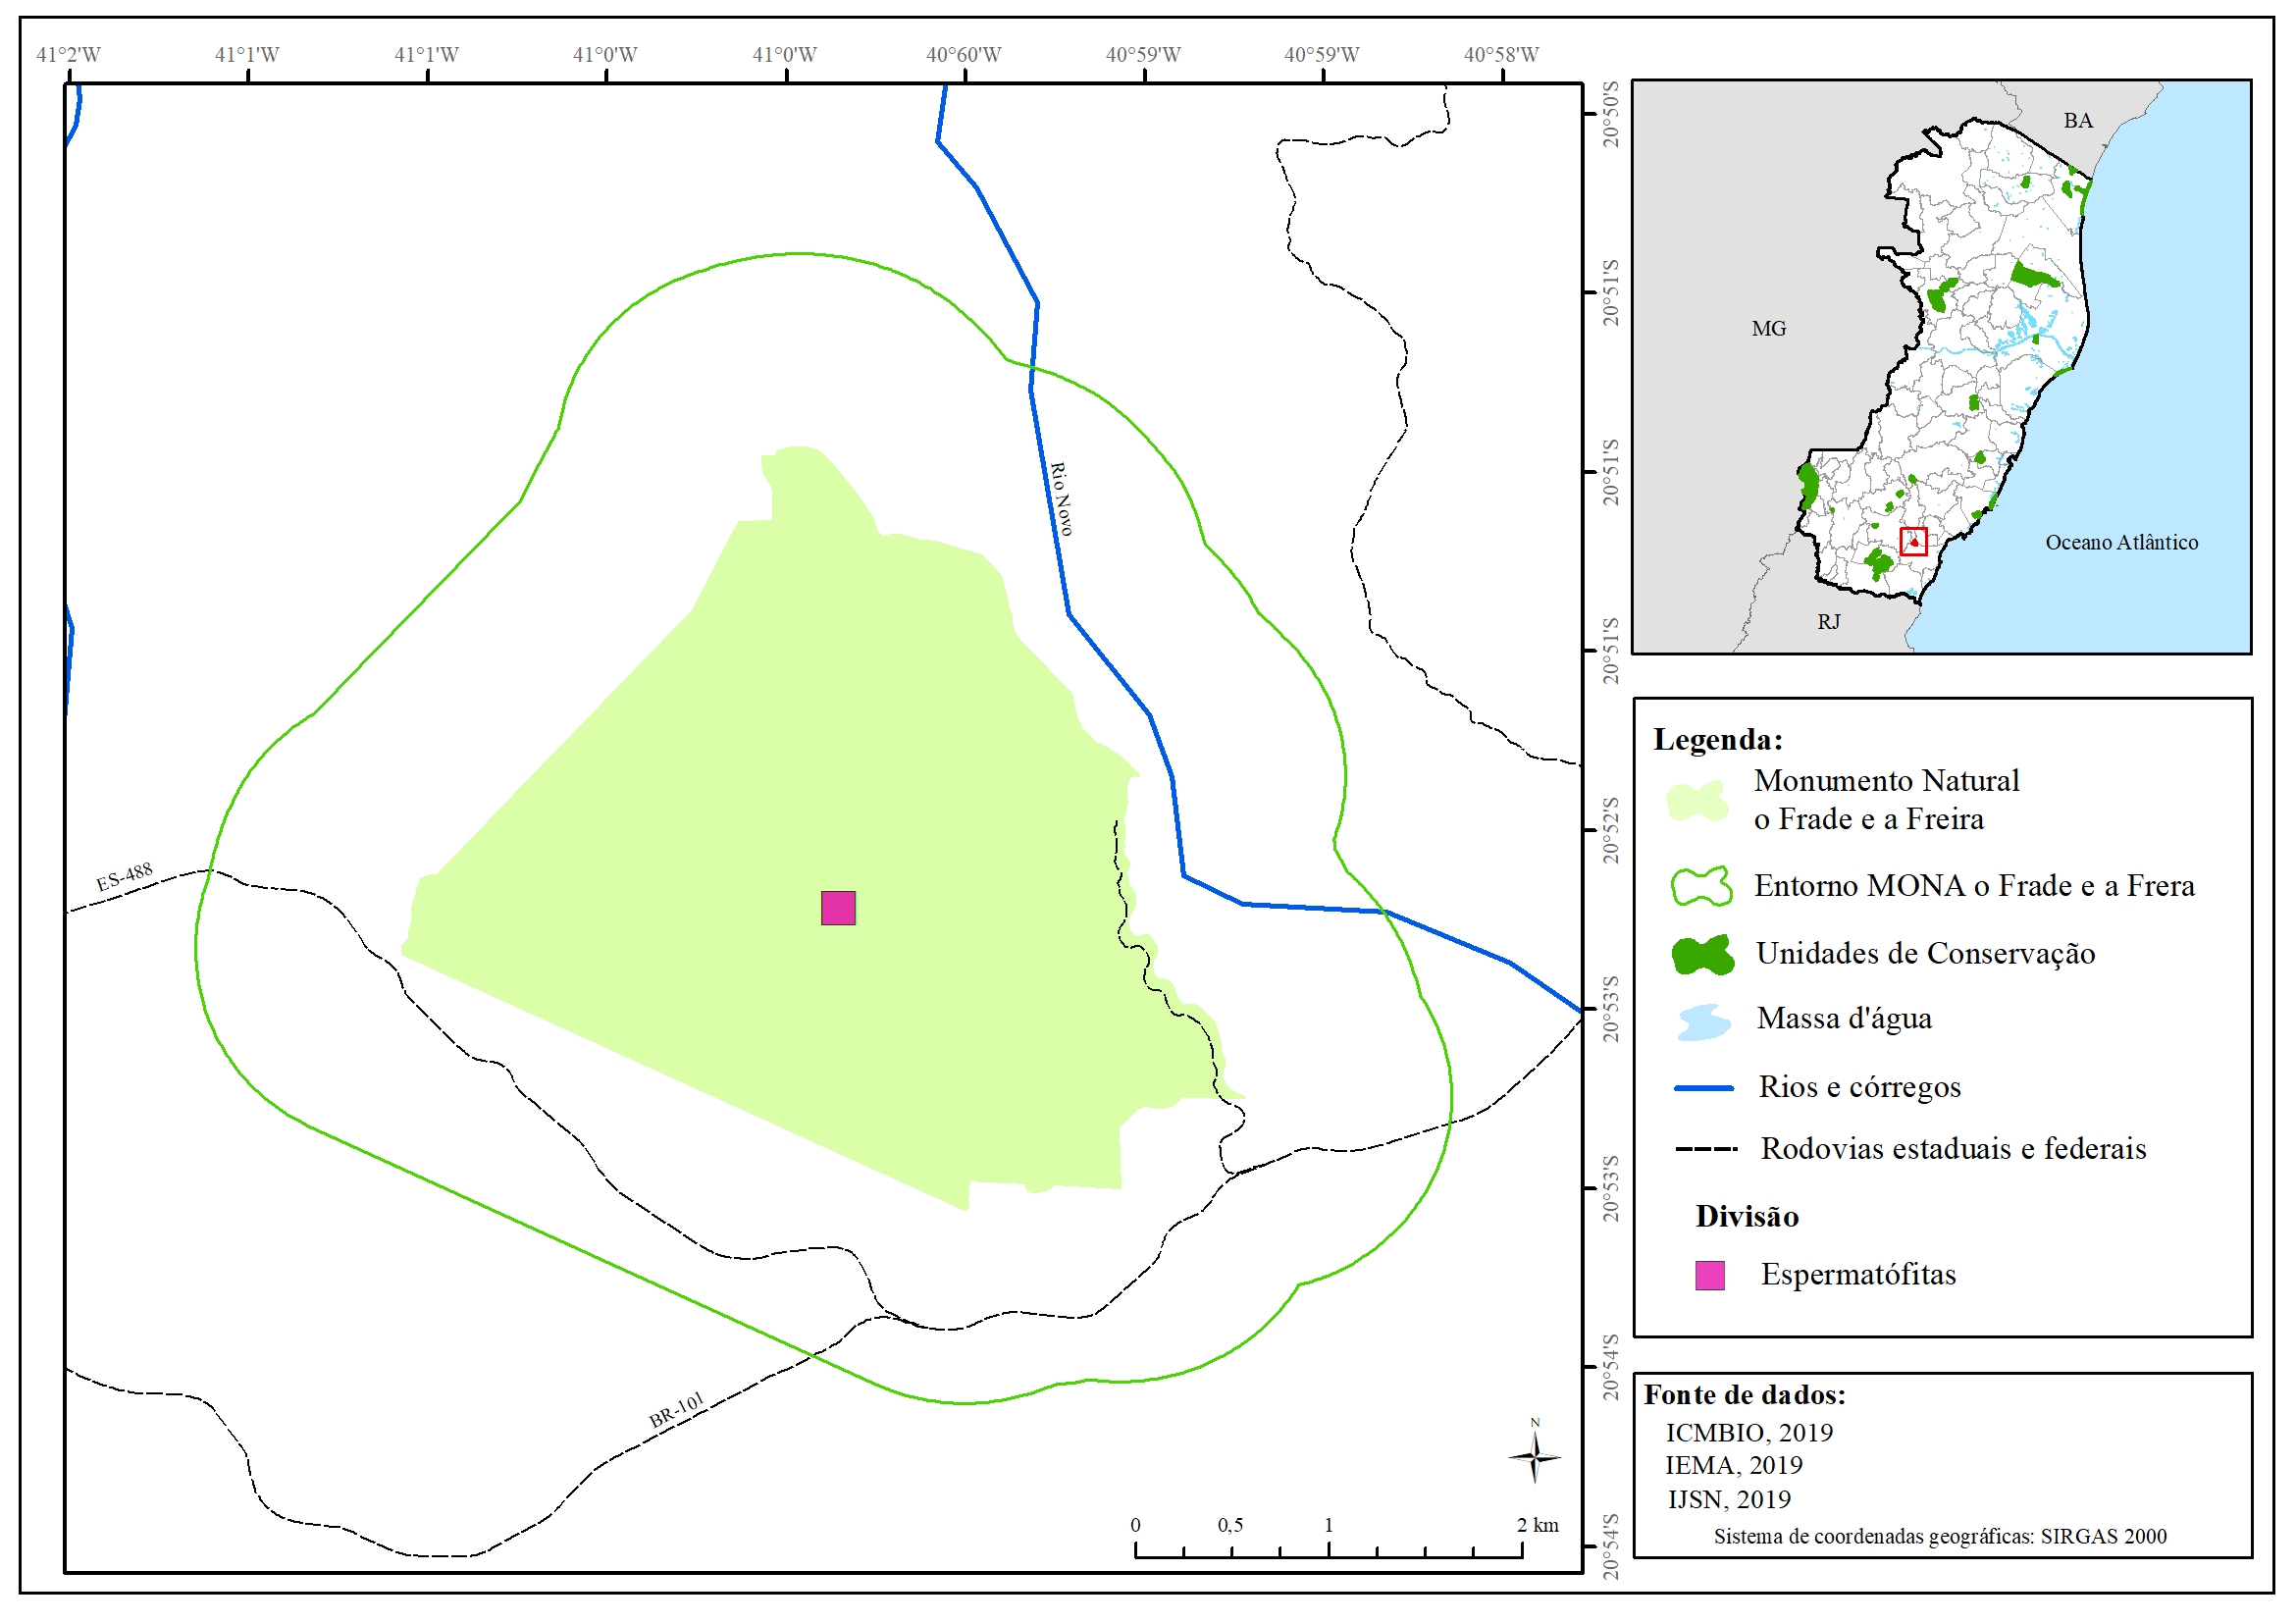 41°2'W
41°1'W
41°1'W
41°0'W
41°0'W
40°60'W
40°59'W
40°59'W
40°58'W
20°50'S
20°51'S
20°51'S
20°51'S
20°52'S
20°53'S
20°53'S
20°54'S
20°54'S
Rio Novo
ES-488
BR-101
N
0
0,5
1
2 km
BA
MG
Oceano Atlântico
RJ
Legenda:
Monumento Natural
o Frade e a Freira
Entorno MONA o Frade e a Frera
Unidades de Conservação
Massa d'água
Rios e córregos
Rodovias estaduais e federais
Divisão
Espermatófitas
Fonte de dados:
ICMBIO, 2019
IEMA, 2019
IJSN, 2019
Sistema de coordenadas geográficas: SIRGAS 2000